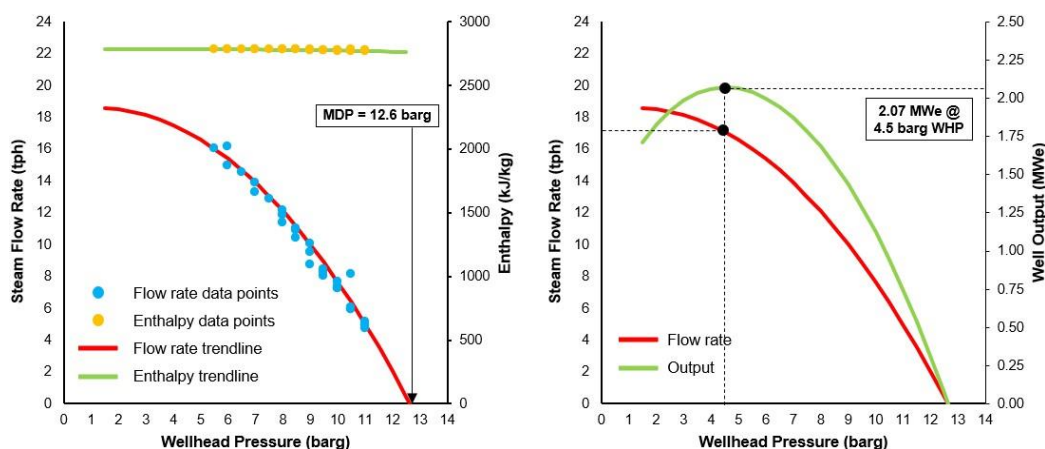 24
22
20
18
16
14
12
10
8
6
4
2
0
Steam Flow Rate (tph)
3000
2500
2000
1500
1000
500
0
Enthalpy (kJ/kg)
MDP = 12.6 barg
Flow rate data points
Enthalpy data points
Flow rate trendline
Enthalpy trendline
0 1 2 3 4 5 6 7 8 9 10 11 12 13 14
Wellhead Pressure (barg)
24
22
20
18
16
14
12
10
8
6
4
2
0
Steam Flow Rate (tph)
2.50
2.25
2.00
1.75
1.50
1.25
1.00
0.75
0.50
0.25
0.00
Well Output (MWe)
2.07 MWe @
4.5 barg WHP
Flow rate
Output
0 1 2 3 4 5 6 7 8 9 10 11 12 13 14
Wellhead Pressure (barg)